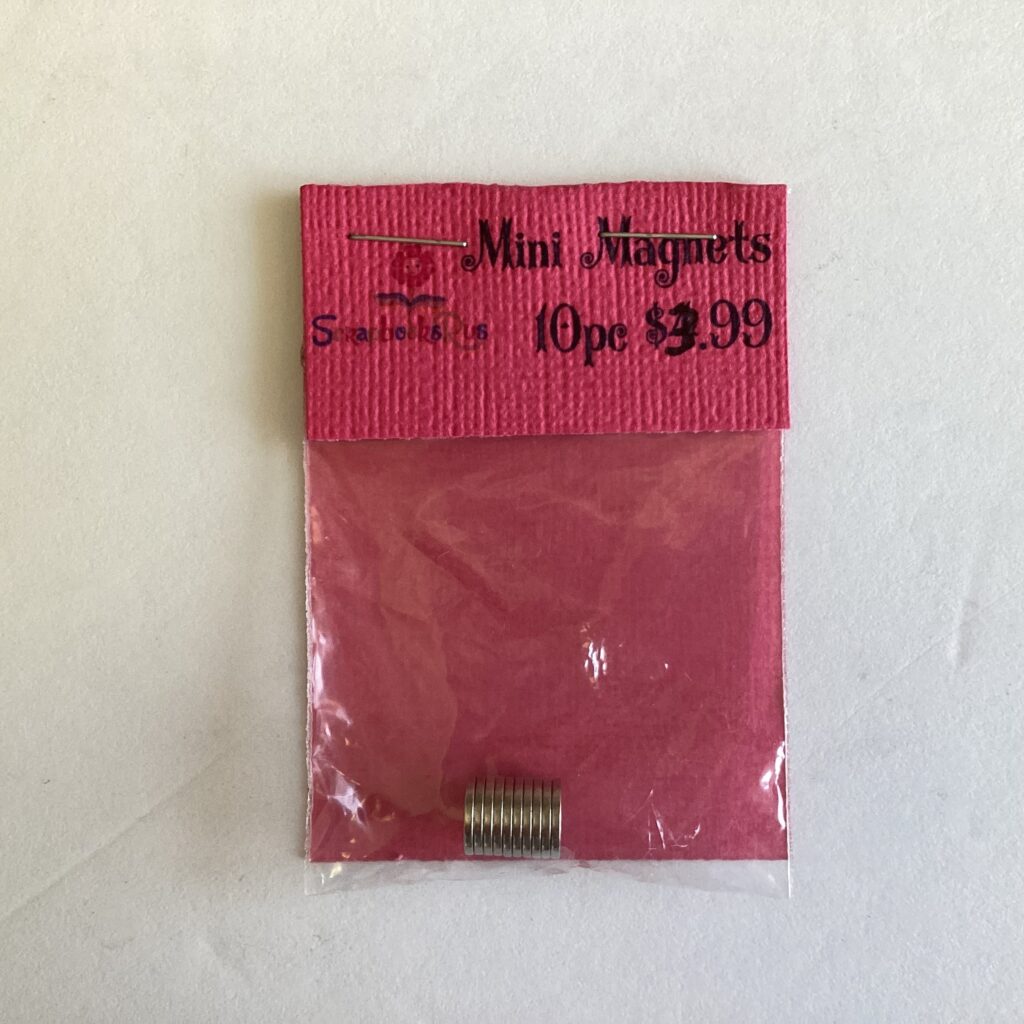 Mini Magnets
ScrapbooksRus
10pc $3.99